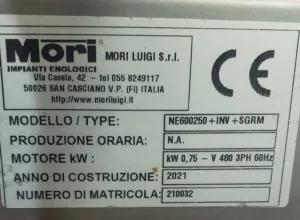 Mori
IMPIANTI ENOLOGICI
MORI LUIGI S.r.l.
Via Cassia, 42 - tel 055 8249117
50026 SAN CASCIANO V.P. (FI) ITALIA
http://www.moriluigi.com
CE
MODELLO / TYPE: NE600250+INV+SGRM
PRODUZIONE ORARIA: N.A.
MOTORE kW: kW 0,75 - V 480 3PH 60Hz
ANNO DI COSTRUZIONE: 2021
NUMERO DI MATRICOLA: 210032